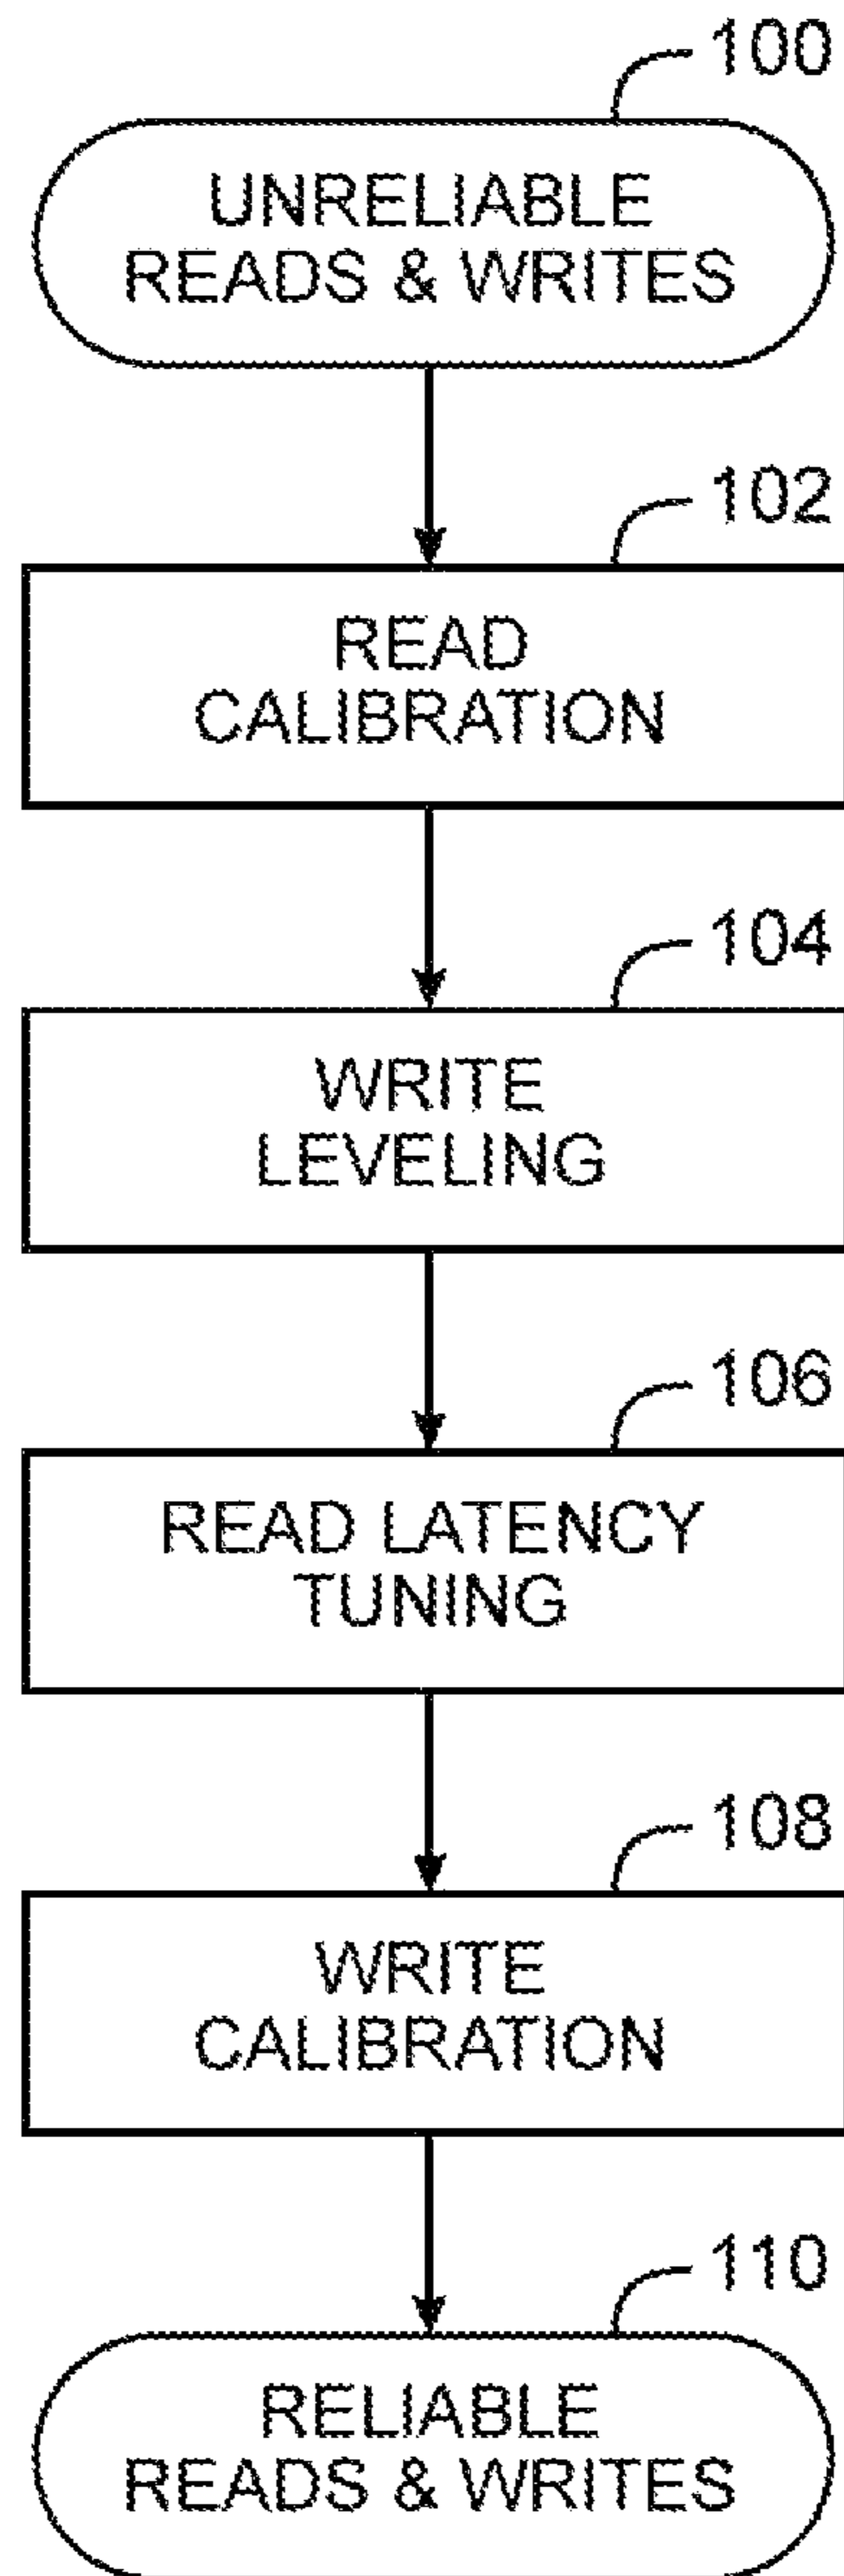 100
UNRELIABLE
READS & WRITES
102
READ
CALIBRATION
104
WRITE
LEVELING
106
READ LATENCY
TUNING
108
WRITE
CALIBRATION
110
RELIABLE
READS & WRITES